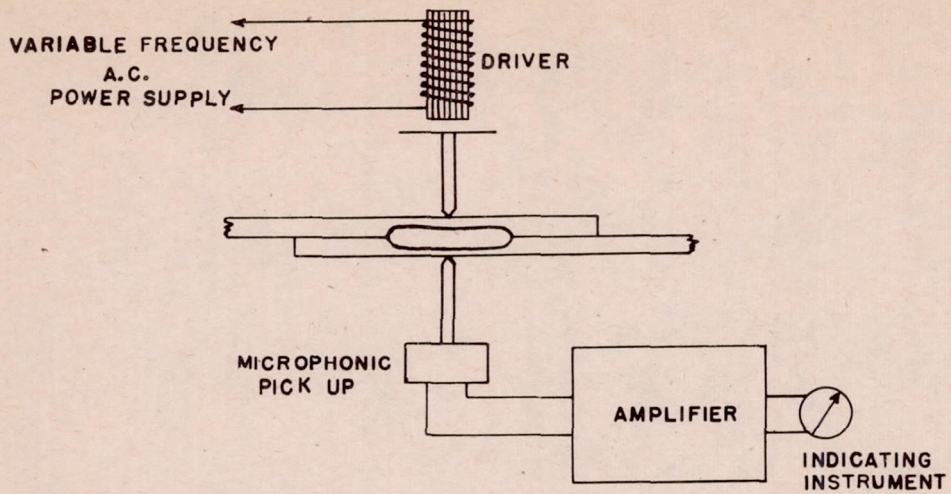 VARIABLE FREQUENCY
A.C.
POWER SUPPLY
DRIVER
MICROPHONIC
PICK UP
AMPLIFIER
INDICATING
INSTRUMENT